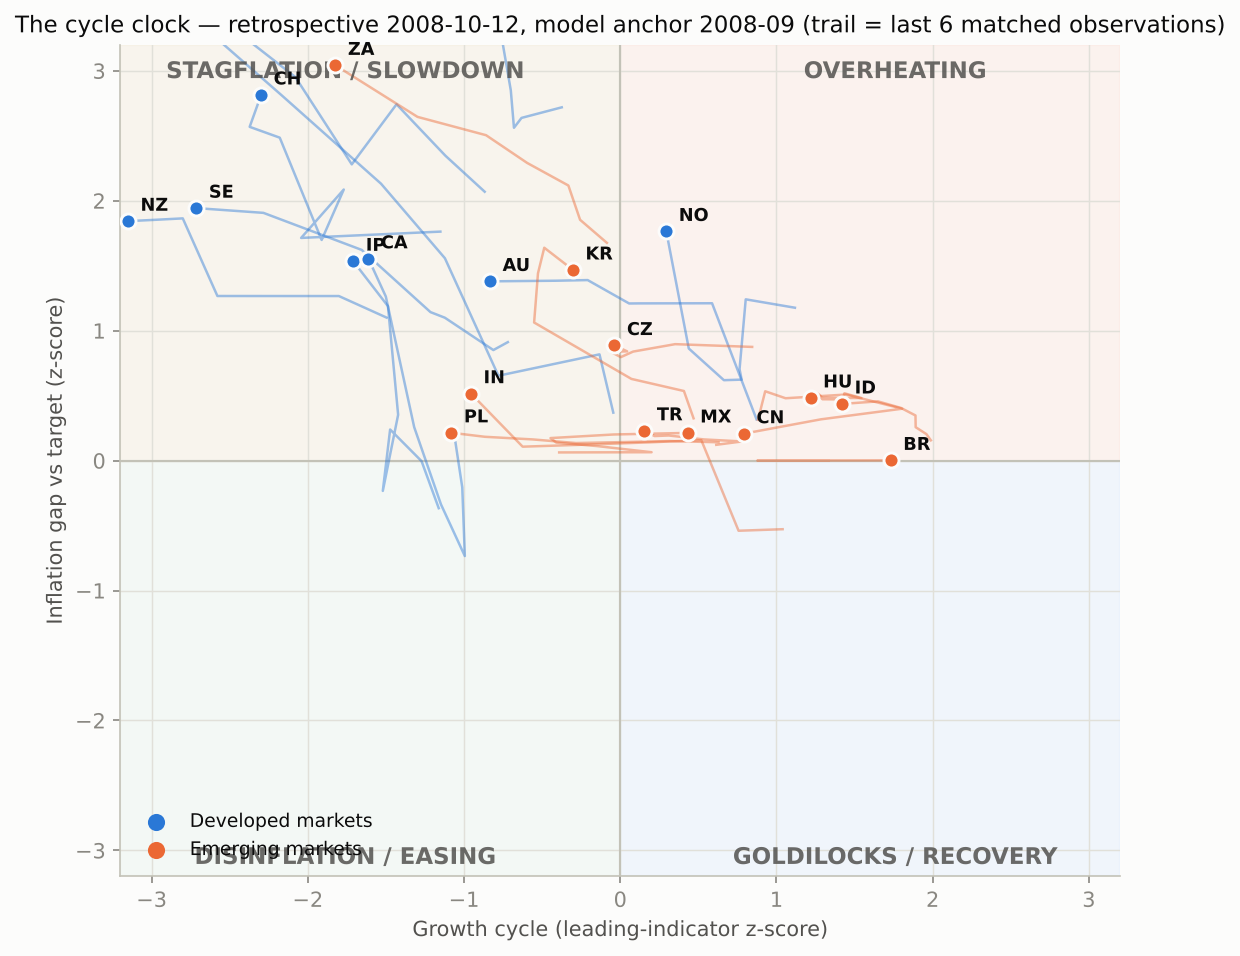 The cycle clock — retrospective 2008-10-12, model anchor 2008-09 (trail = last 6 matched observations)
ZA
STAGFLATION / SLOWDOWN
OVERHEATING
CH
NZ
SE
NO
CA
KR
AU
CZ
IN
HU
ID
PL
TR
MX
CN
BR
3
2
1
0
−1
−2
−3
Inflation gap vs target (z-score)
Developed markets
Emerging markets
DISINFLATION / EASING
GOLDILOCKS / RECOVERY
−3
−2
−1
0
1
2
3
Growth cycle (leading-indicator z-score)